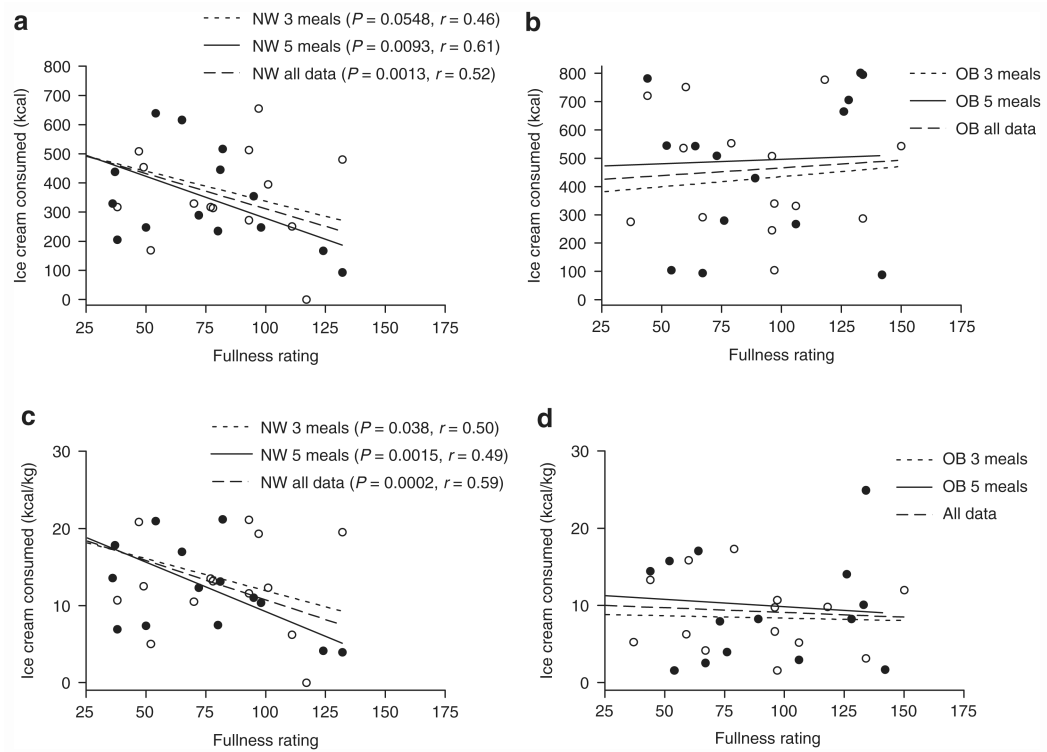 a
NW 3 meals (P = 0.0548, r = 0.46)
NW 5 meals (P = 0.0093, r = 0.61)
NW all data (P = 0.0013, r = 0.52)
Ice cream consumed (kcal)
800
700
600
500
400
300
200
100
0
25 50 75 100 125 150 175
Fullness rating
b
OB 3 meals
OB 5 meals
OB all data
Ice cream consumed (kcal)
800
700
600
500
400
300
200
100
0
25 50 75 100 125 150 175
Fullness rating
c
NW 3 meals (P = 0.038, r = 0.50)
NW 5 meals (P = 0.0015, r = 0.49)
NW all data (P = 0.0002, r = 0.59)
Ice cream consumed (kcal/kg)
30
20
10
0
25 50 75 100 125 150 175
Fullness rating
d
OB 3 meals
OB 5 meals
All data
Ice cream consumed (kcal/kg)
30
20
10
0
25 50 75 100 125 150 175
Fullness rating